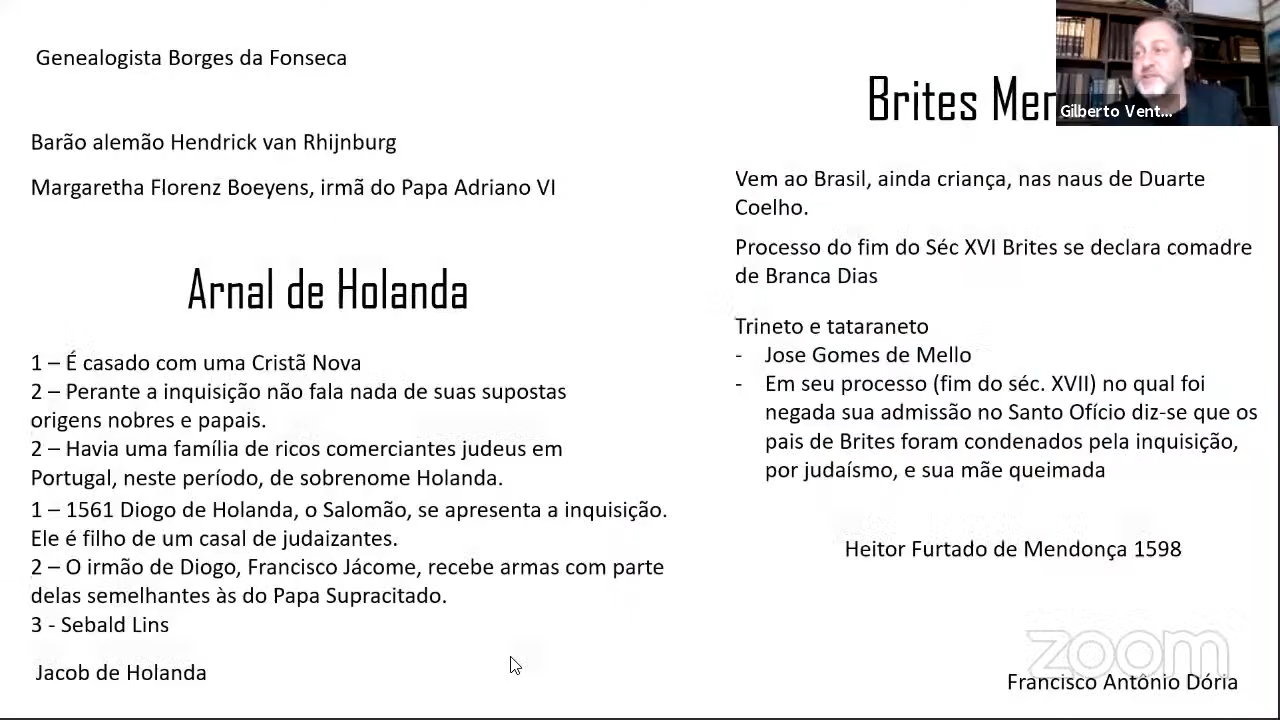 Genealogista Borges da Fonseca
Barão alemão Hendrick van Rhijnburg
Margaretha Florenz Boeyens, irmã do Papa Adriano VI
Arnal de Holanda
1 – É casado com uma Cristã Nova
2 – Perante a inquisição não fala nada de suas supostas
origens nobres e papais.
2 – Havia uma família de ricos comerciantes judeus em
Portugal, neste período, de sobrenome Holanda.
1 – 1561 Diogo de Holanda, o Salomão, se apresenta a inquisição.
Ele é filho de um casal de judaizantes.
2 – O irmão de Diogo, Francisco Jácome, recebe armas com parte
delas semelhantes às do Papa Supracitado.
3 - Sebald Lins
Jacob de Holanda
Brites Men
Gilberto Vent...
Vem ao Brasil, ainda criança, nas naus de Duarte
Coelho.
Processo do fim do Séc XVI Brites se declara comadre
de Branca Dias
Trineto e tataraneto
- Jose Gomes de Mello
- Em seu processo (fim do séc. XVII) no qual foi
negada sua admissão no Santo Ofício diz-se que os
pais de Brites foram condenados pela inquisição,
por judaísmo, e sua mãe queimada
Heitor Furtado de Mendonça 1598
zoom
Francisco Antônio Dória